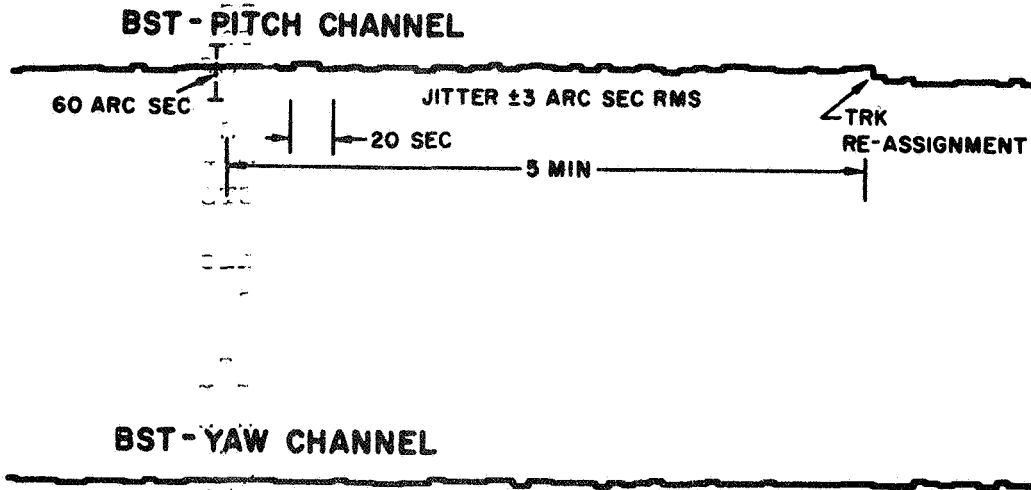 BST - PITCH CHANNEL
60 ARC SEC
JITTER ±3 ARC SEC RMS
TRK
RE-ASSIGNMENT
20 SEC
5 MIN
BST - YAW CHANNEL